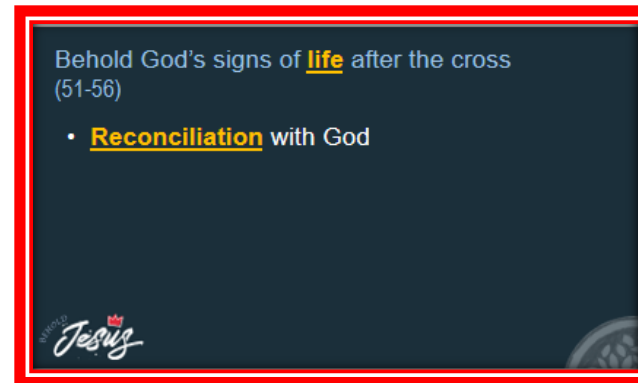 Behold God's signs of life after the cross
(51-56)
• Reconciliation with God
BEHOLD
Jesus